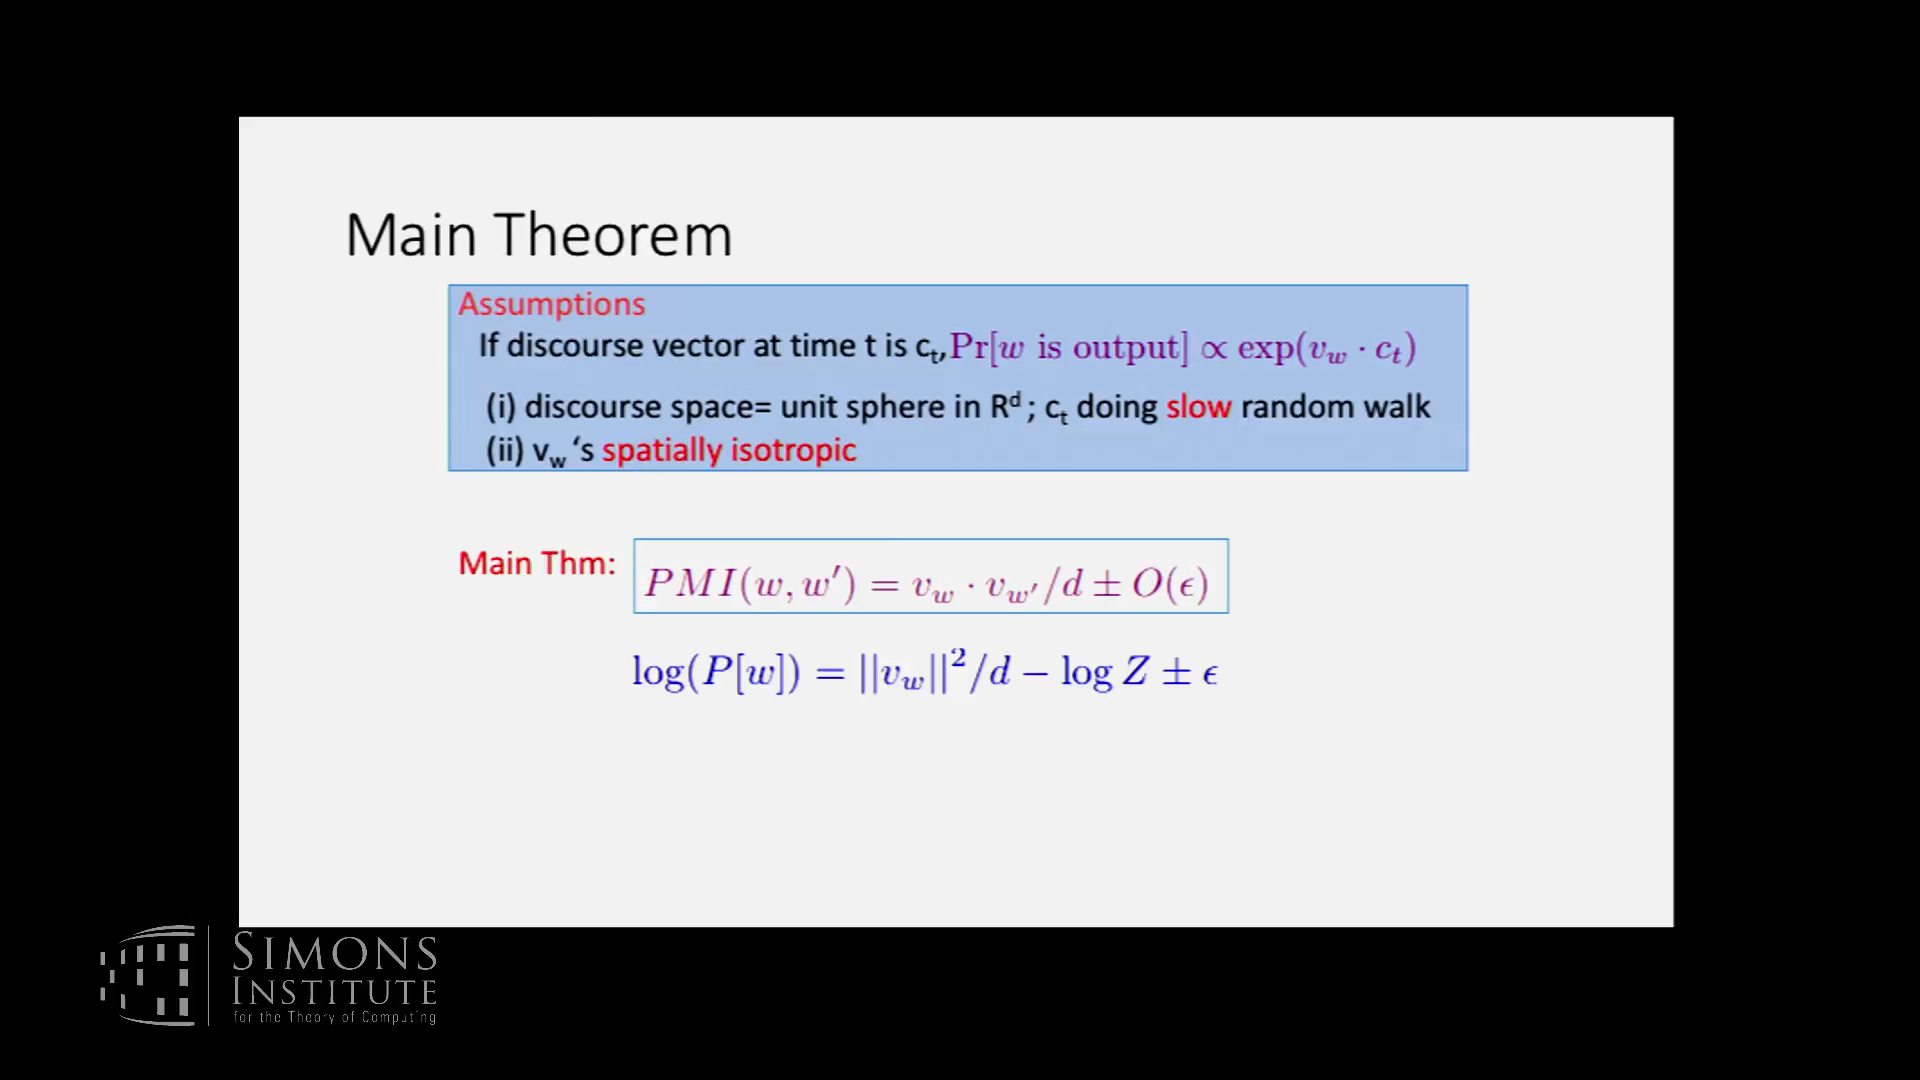 Main Theorem
Assumptions
If discourse vector at time t is cₜ, Pr[w is output] ∝ exp(v_w · c_t)
(i) discourse space= unit sphere in Rᵈ ; cₜ doing slow random walk
(ii) v_w 's spatially isotropic
Main Thm: PMI(w, w′) = v_w · v_w′/d ± O(ϵ)
log(P[w]) = ||v_w||²/d − log Z ± ϵ
SIMONS
INSTITUTE
for the Theory of Computing